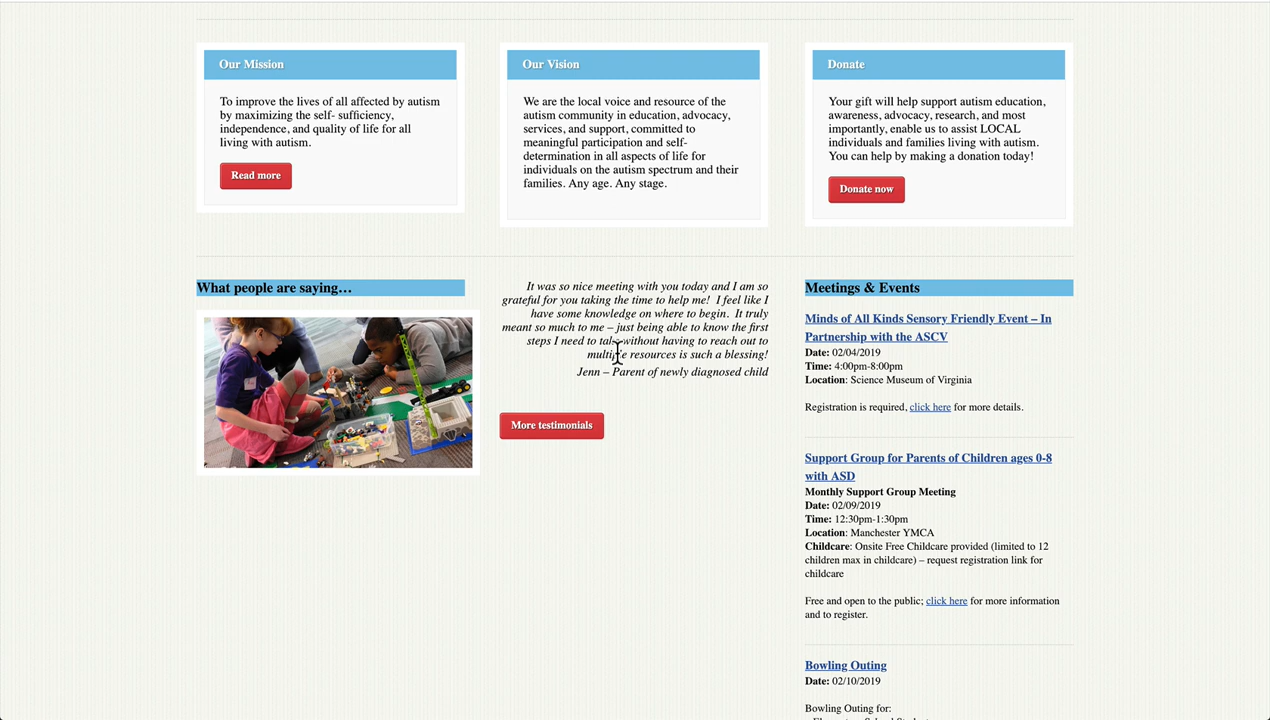 Our Mission
To improve the lives of all affected by autism
by maximizing the self- sufficiency,
independence, and quality of life for all
living with autism.
Read more
Our Vision
We are the local voice and resource of the
autism community in education, advocacy,
services, and support, committed to
meaningful participation and self-
determination in all aspects of life for
individuals on the autism spectrum and their
families. Any age. Any stage.
Donate
Your gift will help support autism education,
awareness, advocacy, research, and most
importantly, enable us to assist LOCAL
individuals and families living with autism.
You can help by making a donation today!
Donate now
What people are saying…
It was so nice meeting with you today and I am so
grateful for you taking the time to help me!  I feel like I
have some knowledge on where to begin.  It truly
meant so much to me – just being able to know the first
steps I need to take without having to reach out to
multiple resources is such a blessing!
Jenn – Parent of newly diagnosed child
More testimonials
Meetings & Events
Minds of All Kinds Sensory Friendly Event – In
Partnership with the ASCV
Date: 02/04/2019
Time: 4:00pm-8:00pm
Location: Science Museum of Virginia
Registration is required, click here for more details.
Support Group for Parents of Children ages 0-8
with ASD
Monthly Support Group Meeting
Date: 02/09/2019
Time: 12:30pm-1:30pm
Location: Manchester YMCA
Childcare: Onsite Free Childcare provided (limited to 12
children max in childcare) – request registration link for
childcare
Free and open to the public; click here for more information
and to register.
Bowling Outing
Date: 02/10/2019
Bowling Outing for: